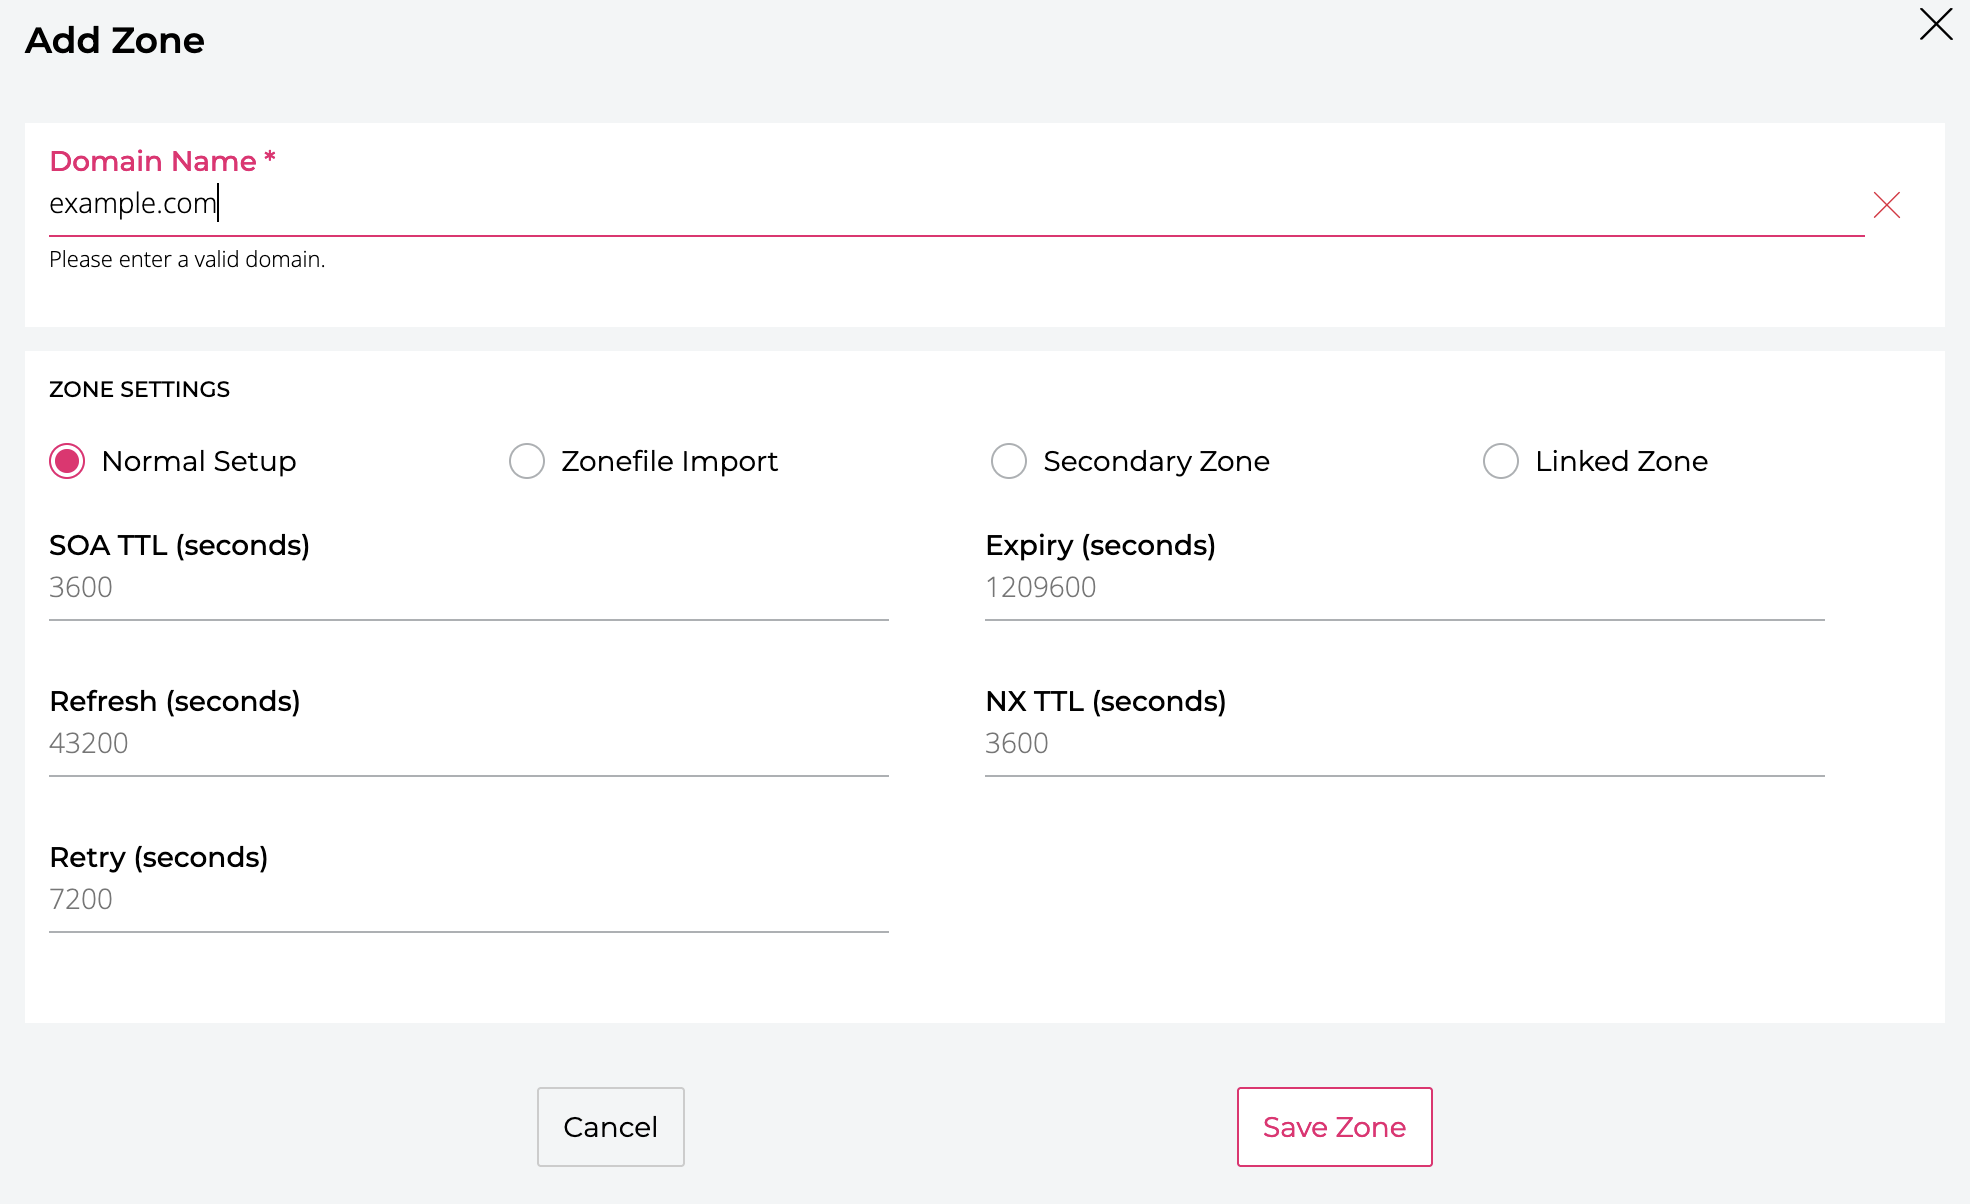 Add Zone
Domain Name *
example.com
Please enter a valid domain.
ZONE SETTINGS
Normal Setup
Zonefile Import
Secondary Zone
Linked Zone
SOA TTL (seconds)
3600
Expiry (seconds)
1209600
Refresh (seconds)
43200
NX TTL (seconds)
3600
Retry (seconds)
7200
Cancel
Save Zone